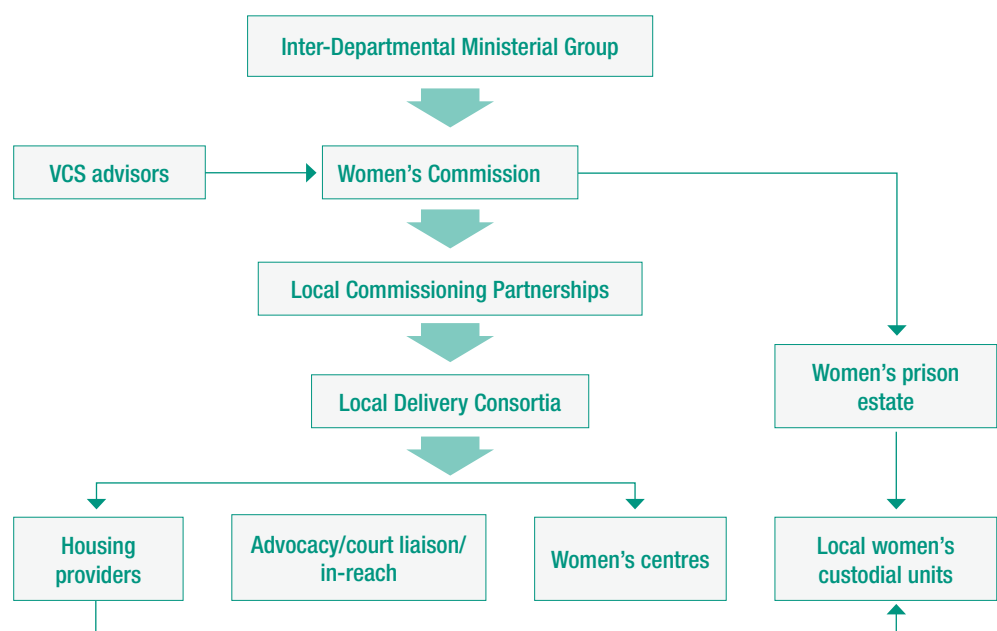 Inter-Departmental Ministerial Group
VCS advisors
Women’s Commission
Local Commissioning Partnerships
Women’s prison
estate
Local Delivery Consortia
Housing
providers
Advocacy/court liaison/
in-reach
Women’s centres
Local women’s
custodial units